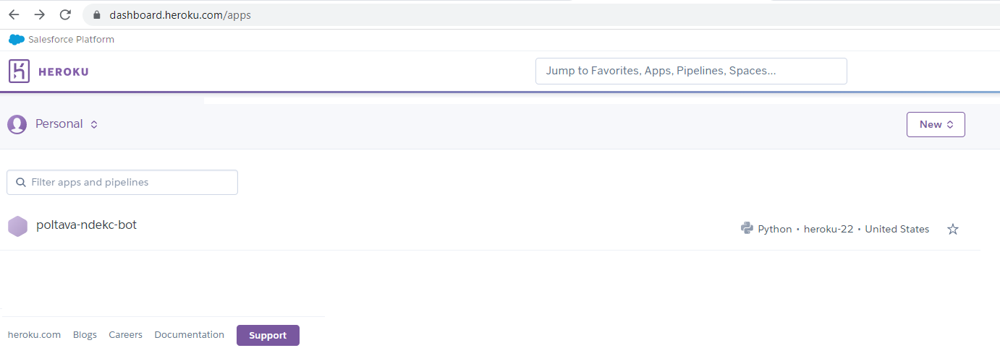 dashboard.heroku.com/apps
Salesforce Platform
HEROKU
Jump to Favorites, Apps, Pipelines, Spaces...
Personal
New
Filter apps and pipelines
poltava-ndekc-bot
Python • heroku-22 • United States
heroku.com Blogs Careers Documentation Support